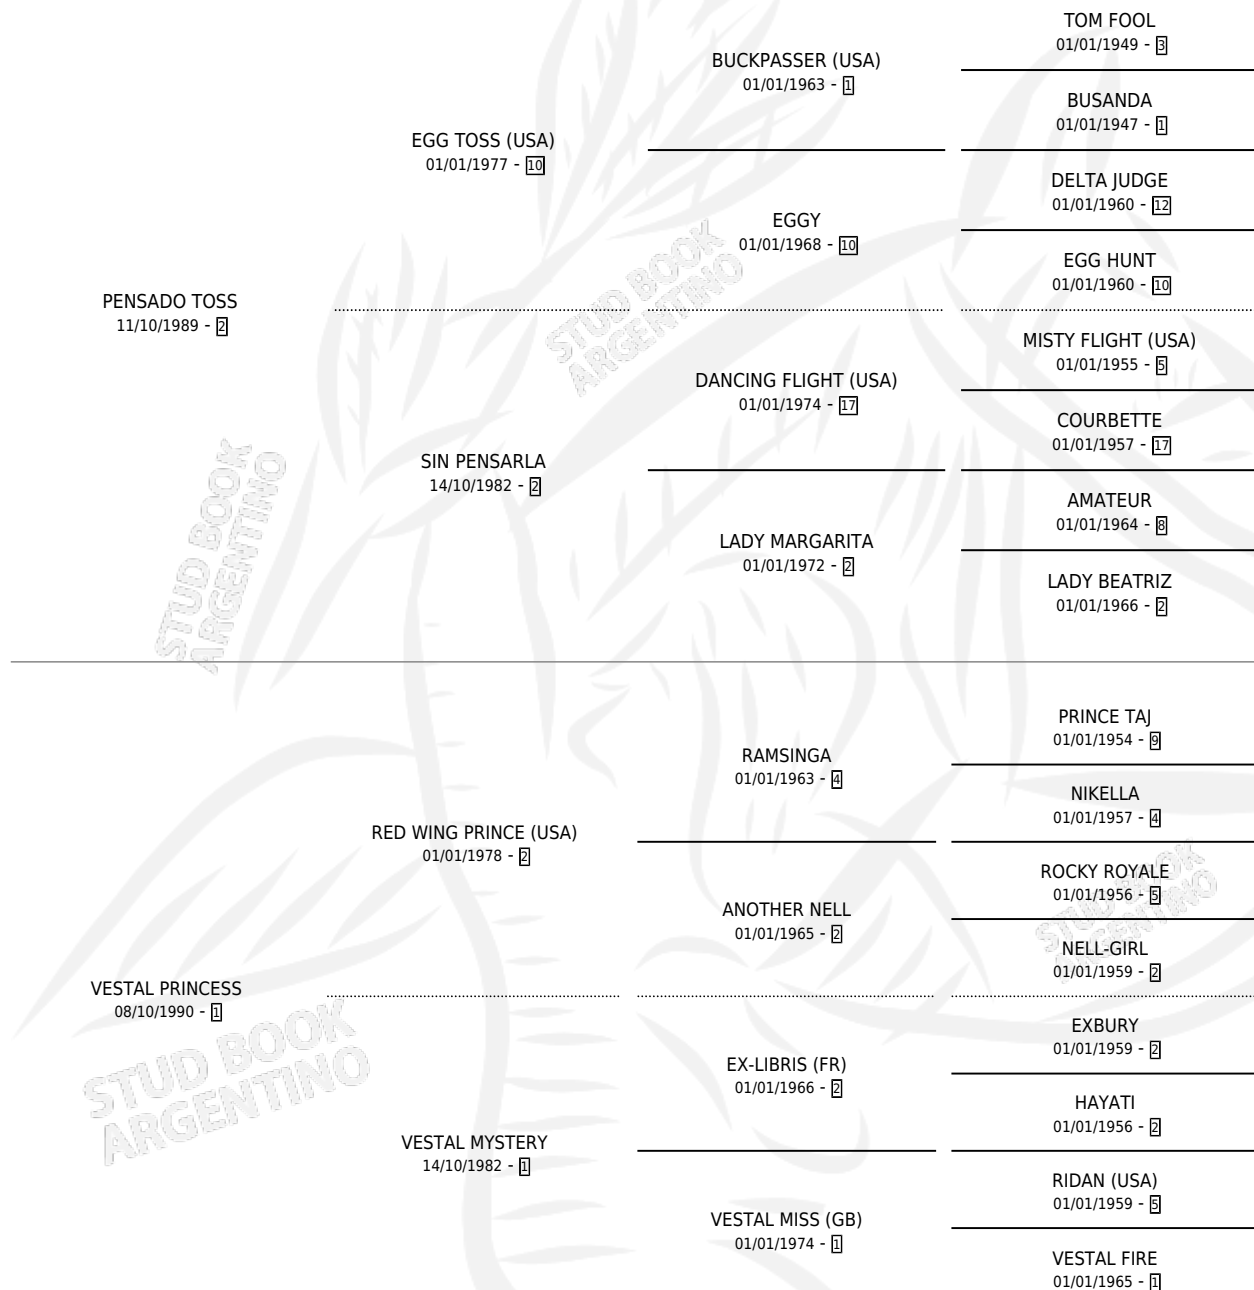 TOM FOOL
01/01/1949 - 3
BUCKPASSER (USA)
01/01/1963 - 1
BUSANDA
01/01/1947 - 1
EGG TOSS (USA)
01/01/1977 - 10
DELTA JUDGE
01/01/1960 - 12
EGGY
01/01/1968 - 10
EGG HUNT
01/01/1960 - 10
PENSADO TOSS
11/10/1989 - 2
MISTY FLIGHT (USA)
01/01/1955 - 5
DANCING FLIGHT (USA)
01/01/1974 - 17
COURBETTE
01/01/1957 - 17
SIN PENSARLA
14/10/1982 - 2
AMATEUR
01/01/1964 - 8
LADY MARGARITA
01/01/1972 - 2
LADY BEATRIZ
01/01/1966 - 2
PRINCE TAJ
01/01/1954 - 9
RAMSINGA
01/01/1963 - 4
NIKELLA
01/01/1957 - 4
RED WING PRINCE (USA)
01/01/1978 - 2
ROCKY ROYALE
01/01/1956 - 5
ANOTHER NELL
01/01/1965 - 2
NELL-GIRL
01/01/1959 - 2
VESTAL PRINCESS
08/10/1990 - 1
EXBURY
01/01/1959 - 2
EX-LIBRIS (FR)
01/01/1966 - 2
HAYATI
01/01/1956 - 2
VESTAL MYSTERY
14/10/1982 - 1
RIDAN (USA)
01/01/1959 - 5
VESTAL MISS (GB)
01/01/1974 - 1
VESTAL FIRE
01/01/1965 - 1
STUD BOOK
ARGENTINO
STUD BOOK
ARGENTINO
STUD BOOK
ARGENTINO
STUD BOOK
ARGENTINO